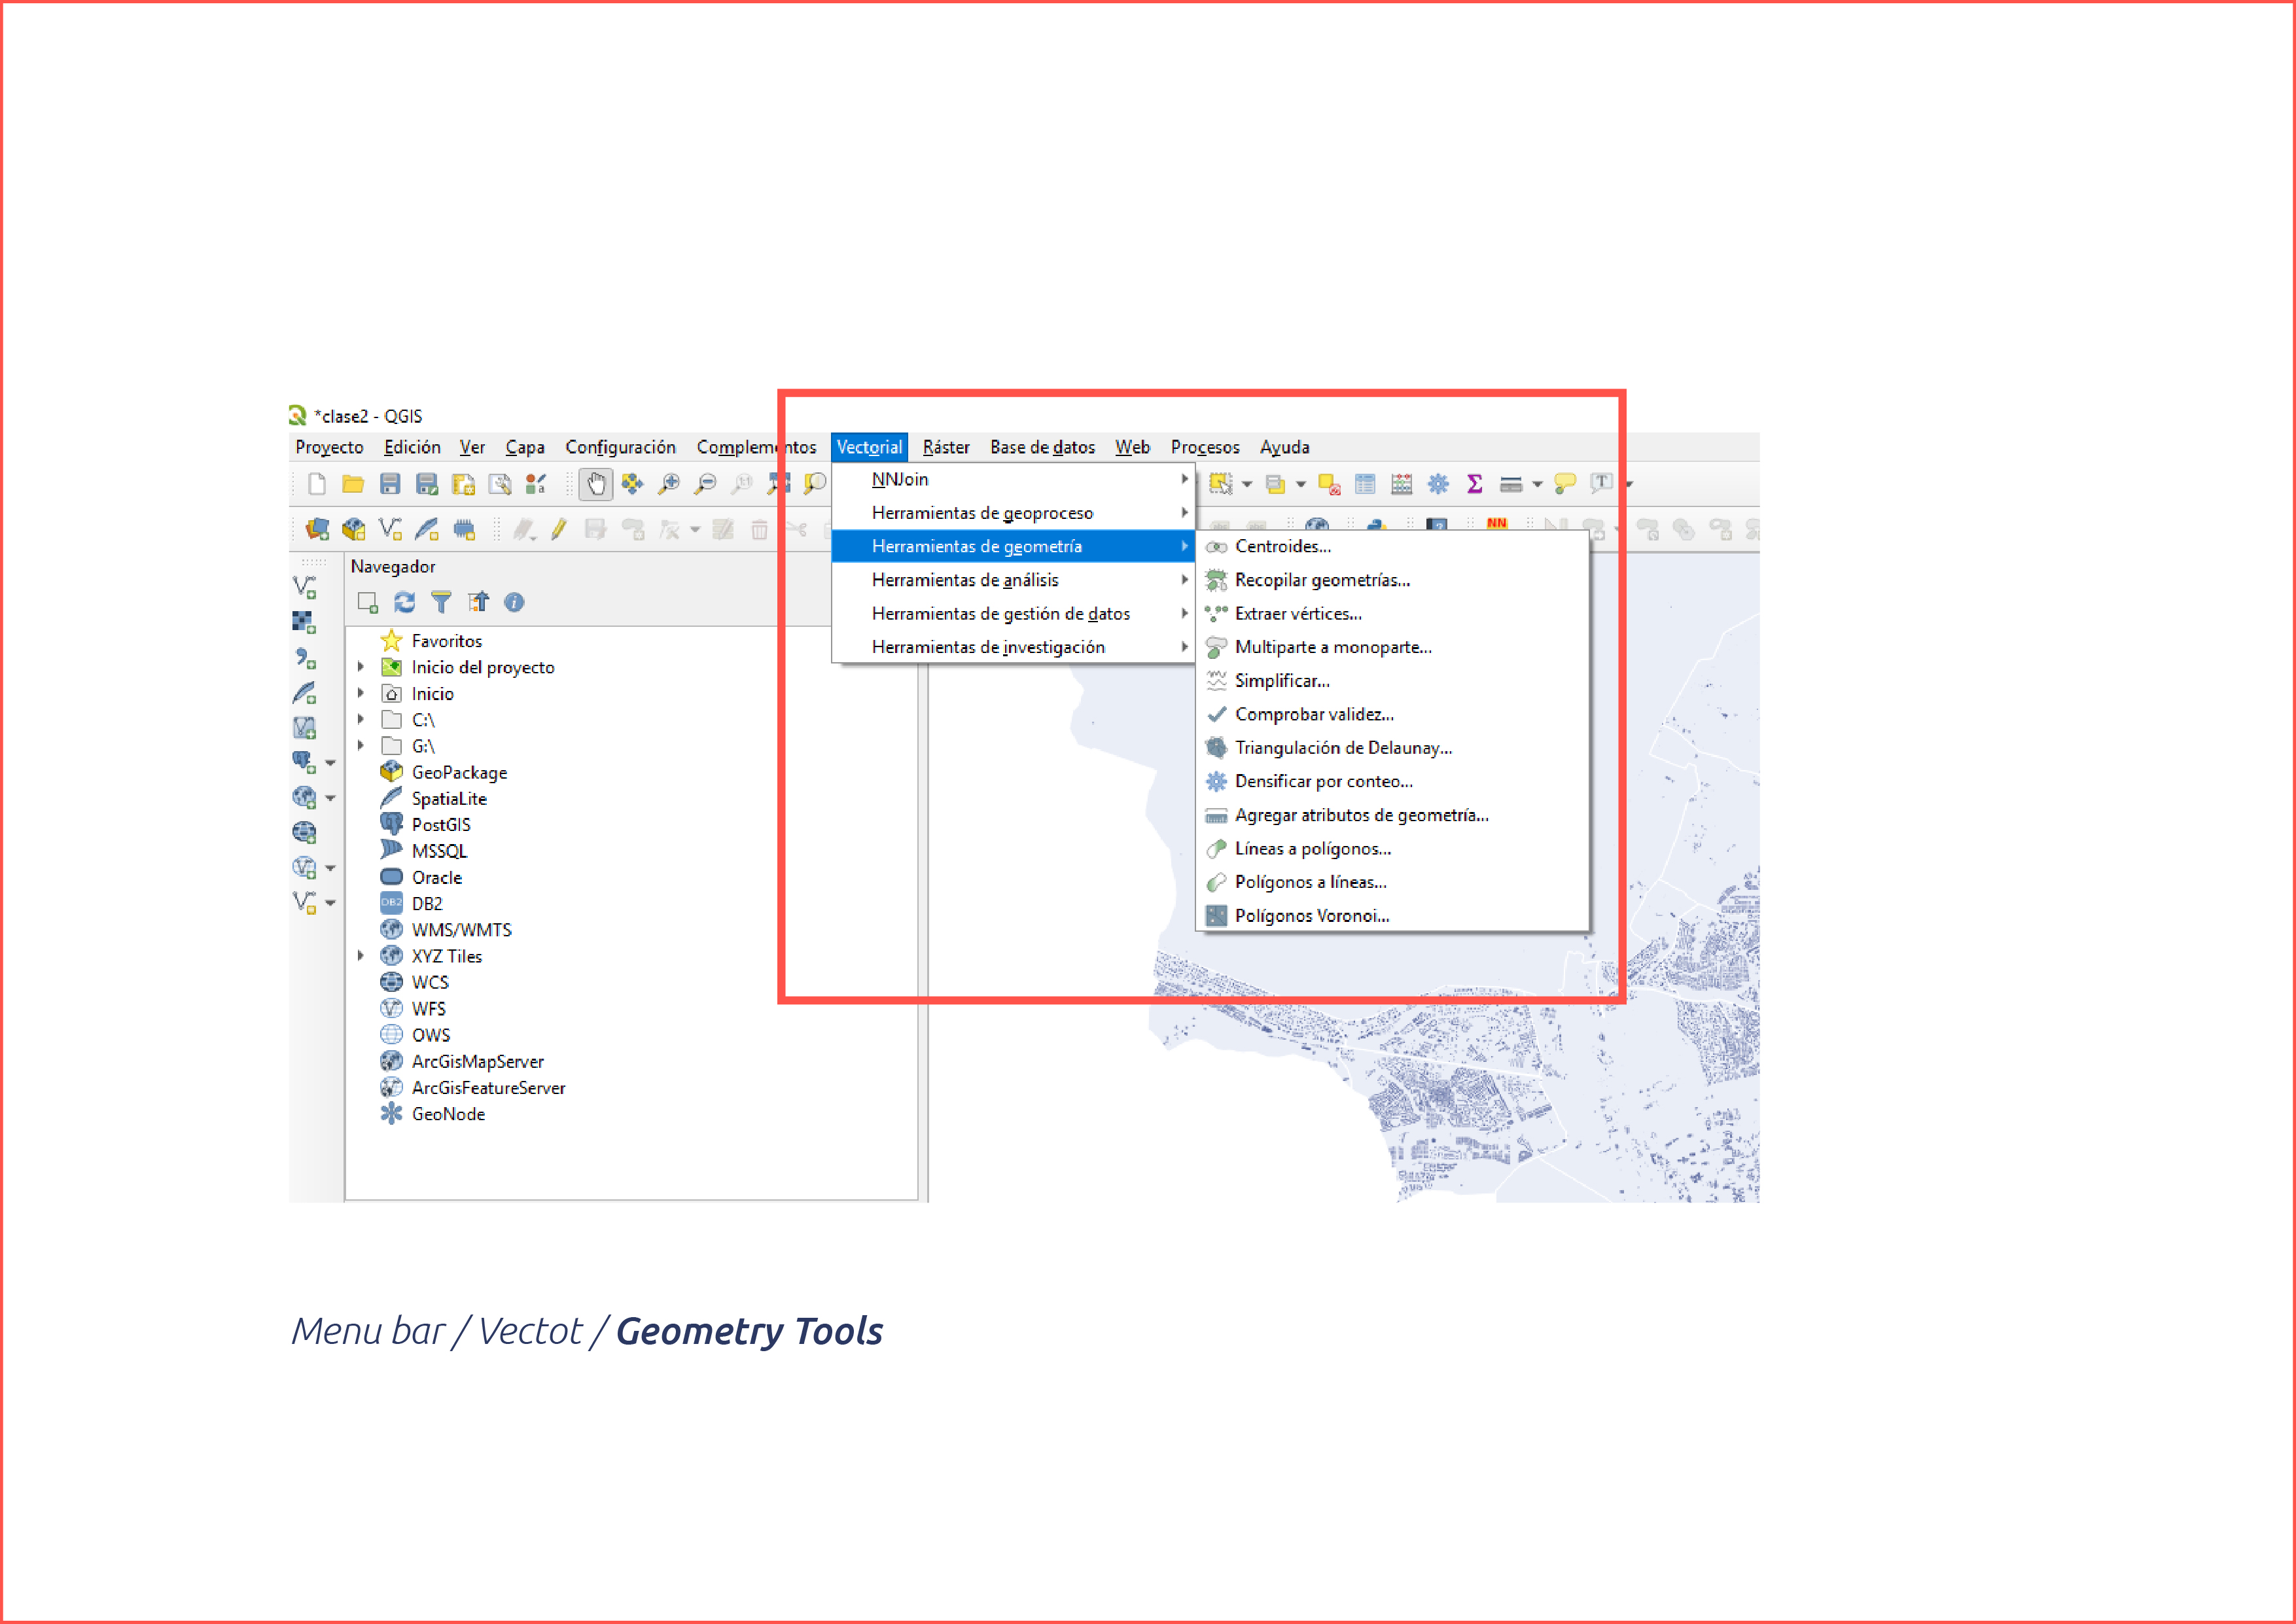 *clase2 - QGIS
Proyecto Edición Ver Capa Configuración Complementos Vectorial Ráster Base de datos Web Procesos Ayuda
NNJoin
Herramientas de geoproceso
Herramientas de geometría
Herramientas de análisis
Herramientas de gestión de datos
Herramientas de investigación
Centroides...
Recopilar geometrías...
Extraer vértices...
Multiparte a monoparte...
Simplificar...
Comprobar validez...
Triangulación de Delaunay...
Densificar por conteo...
Agregar atributos de geometría...
Líneas a polígonos...
Polígonos a líneas...
Polígonos Voronoi...
NN
Navegador
Favoritos
Inicio del proyecto
Inicio
C:\
G:\
GeoPackage
SpatiaLite
PostGIS
MSSQL
Oracle
DB2 DB2
WMS/WMTS
XYZ Tiles
WCS
WFS
OWS
ArcGisMapServer
ArcGisFeatureServer
GeoNode
Menu bar / Vectot / Geometry Tools